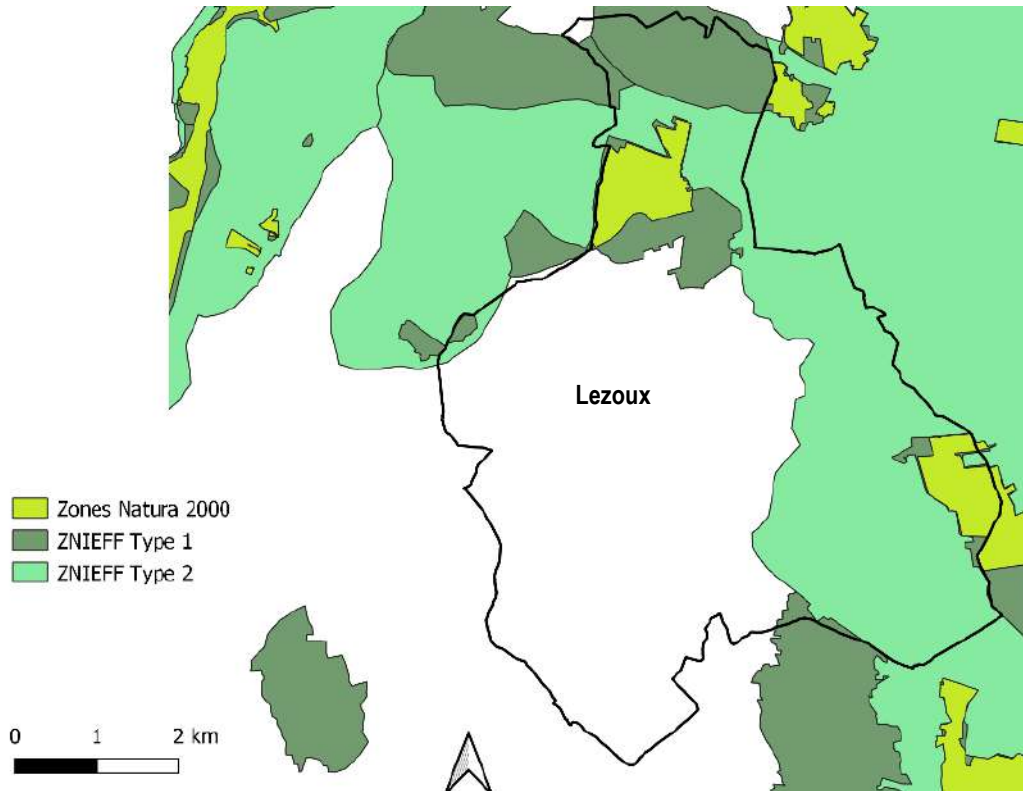 Lezoux
Zones Natura 2000
ZNIEFF Type 1
ZNIEFF Type 2
0 1 2 km